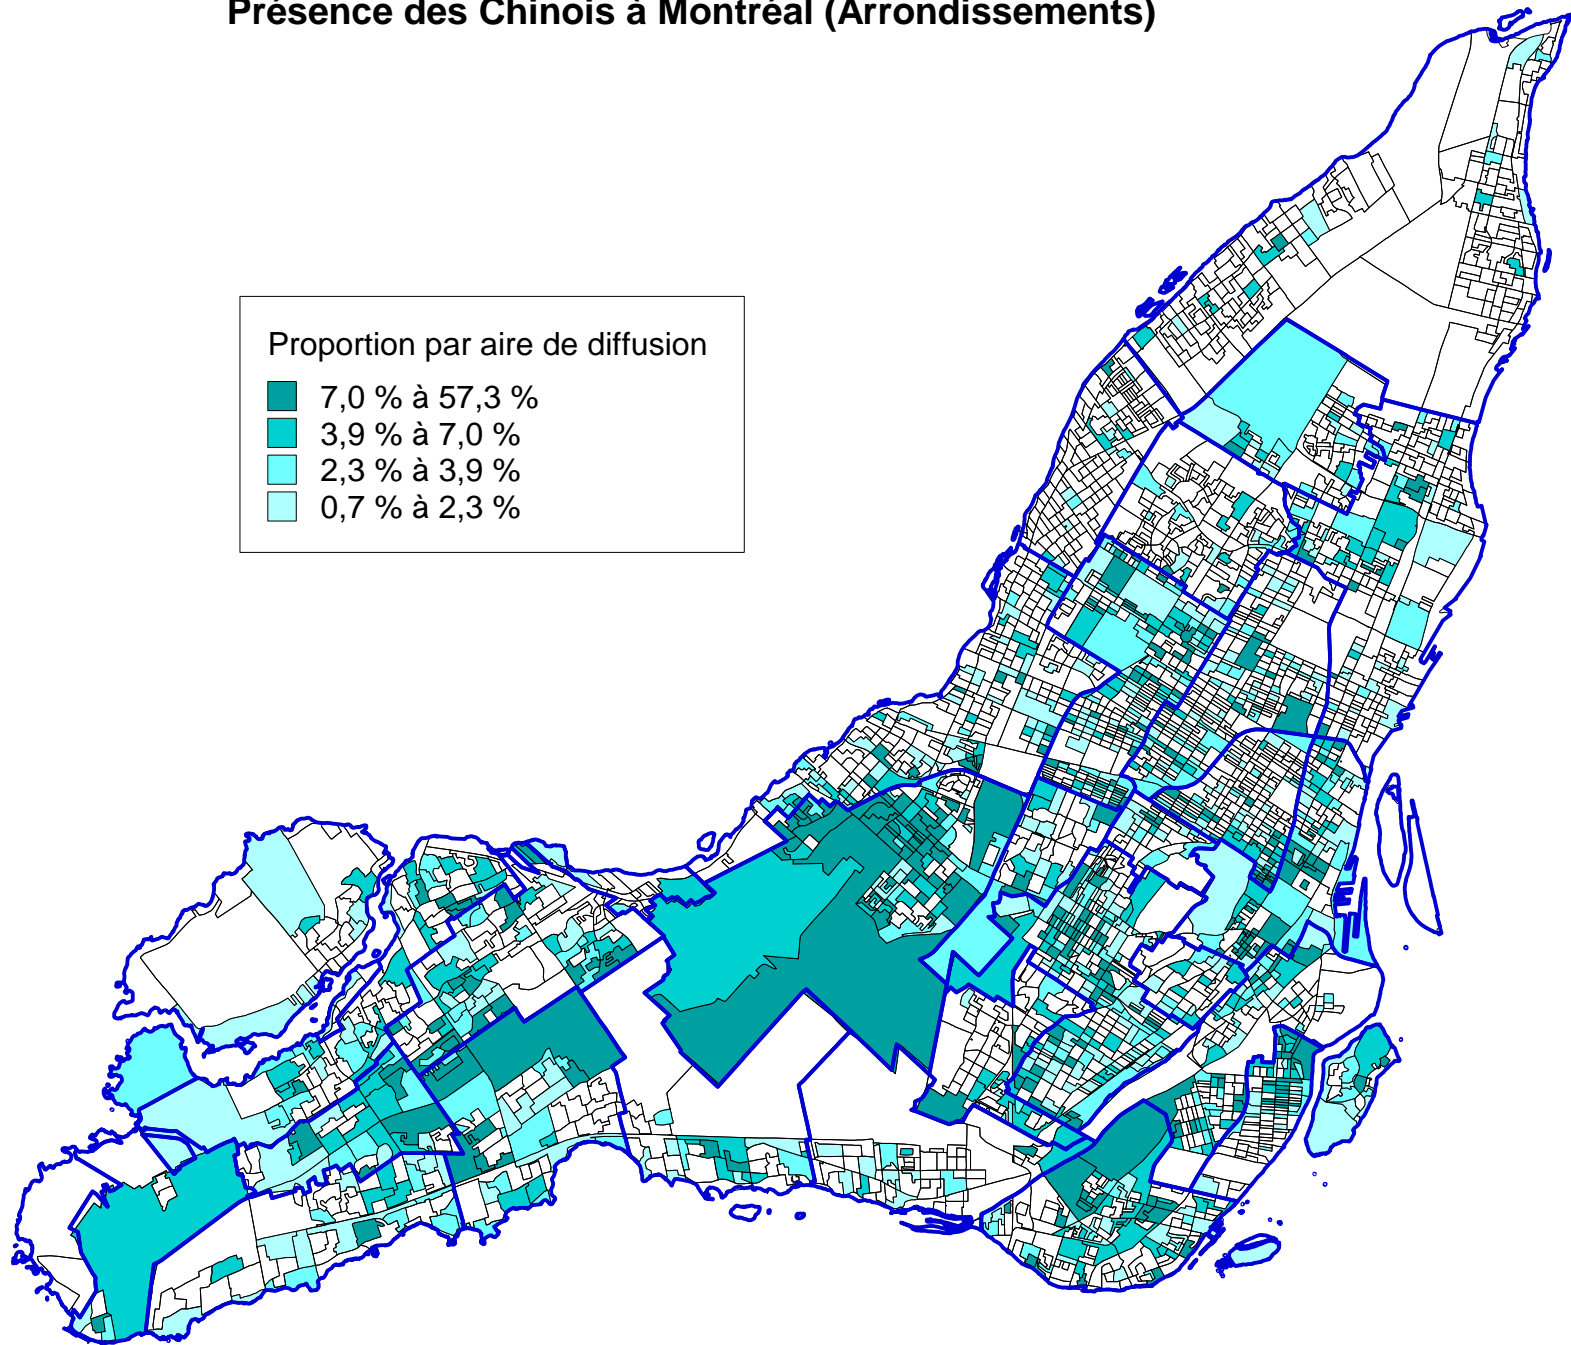 Présence des Chinois à Montréal (Arrondissements)
Proportion par aire de diffusion
7,0 % à 57,3 %
3,9 % à 7,0 %
2,3 % à 3,9 %
0,7 % à 2,3 %